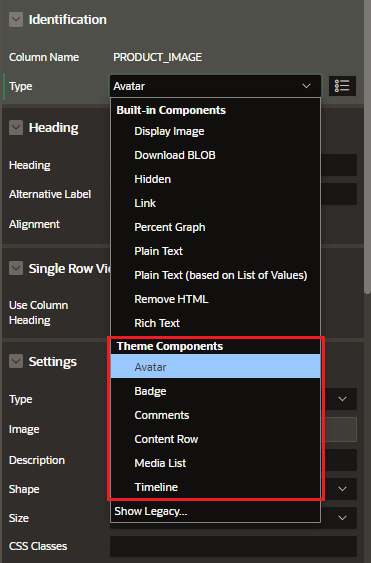 Identification
Column Name PRODUCT_IMAGE
Type Avatar
Built-in Components
Display Image
Download BLOB
Hidden
Link
Percent Graph
Plain Text
Plain Text (based on List of Values)
Remove HTML
Rich Text
Theme Components
Avatar
Badge
Comments
Content Row
Media List
Timeline
Show Legacy...
Heading
Heading
Alternative Label
Alignment
Single Row
Use Column
Heading
Settings
Type
Image
Description
Shape
Size
CSS Classes